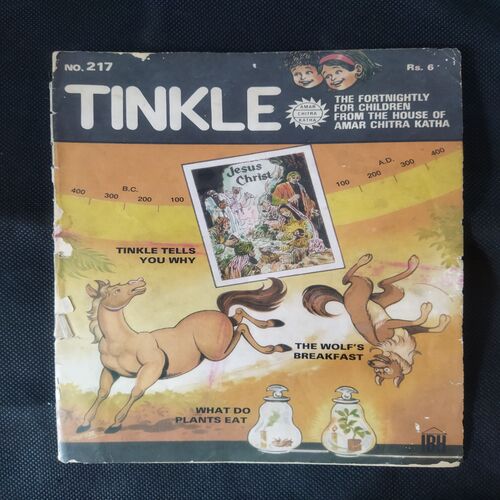 NO. 217
Rs. 6
TINKLE
AMAR
CHITRA
KATHA
THE FORTNIGHTLY
FOR CHILDREN
FROM THE HOUSE OF
AMAR CHITRA KATHA
Jesus
Christ
B.C.
400 300 200 100
A.D.
100 200 300 400
TINKLE TELLS
YOU WHY
THE WOLF'S
BREAKFAST
WHAT DO
PLANTS EAT
IBH